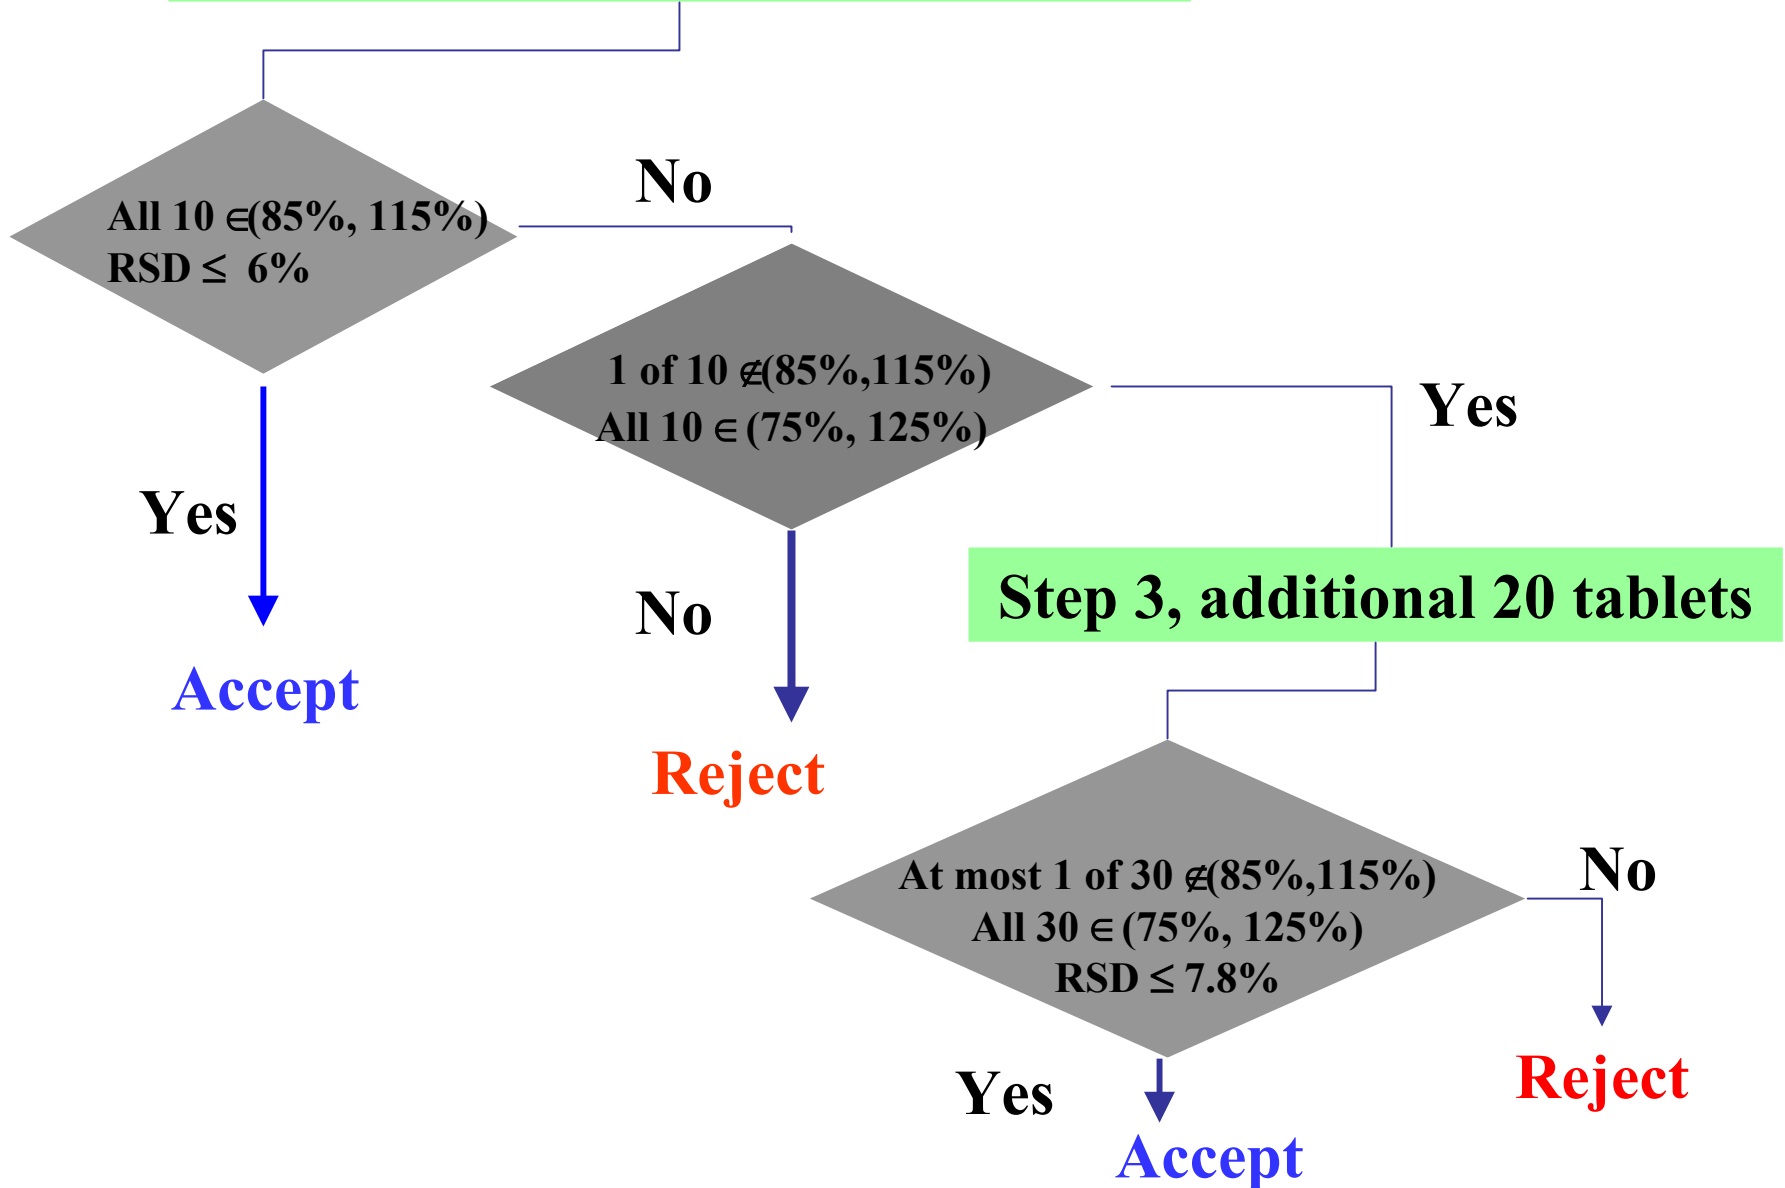 No
All 10 ∈(85%, 115%)
RSD ≤ 6%
1 of 10 ∉(85%,115%)
All 10 ∈ (75%, 125%)
Yes
Yes
Step 3, additional 20 tablets
No
Accept
Reject
At most 1 of 30 ∉(85%,115%)
All 30 ∈ (75%, 125%)
RSD ≤ 7.8%
No
Yes
Reject
Accept